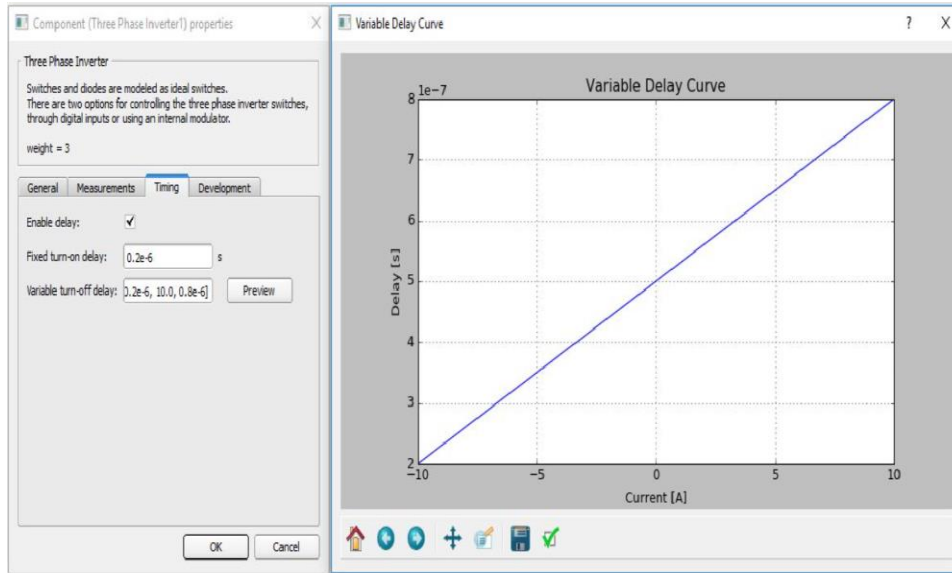 Component (Three Phase Inverter1) properties
X
Three Phase Inverter
Switches and diodes are modeled as ideal switches.
There are two options for controlling the three phase inverter switches,
through digital inputs or using an internal modulator.
weight = 3
General Measurements Timing Development
Enable delay:
Fixed turn-on delay: 0.2e-6 s
Variable turn-off delay: 0.2e-6, 10.0, 0.8e-6] Preview
OK Cancel
Variable Delay Curve
? X
Variable Delay Curve
1e-7
8
7
6
5
4
3
2
Delay [s]
−10 −5 0 5 10
Current [A]